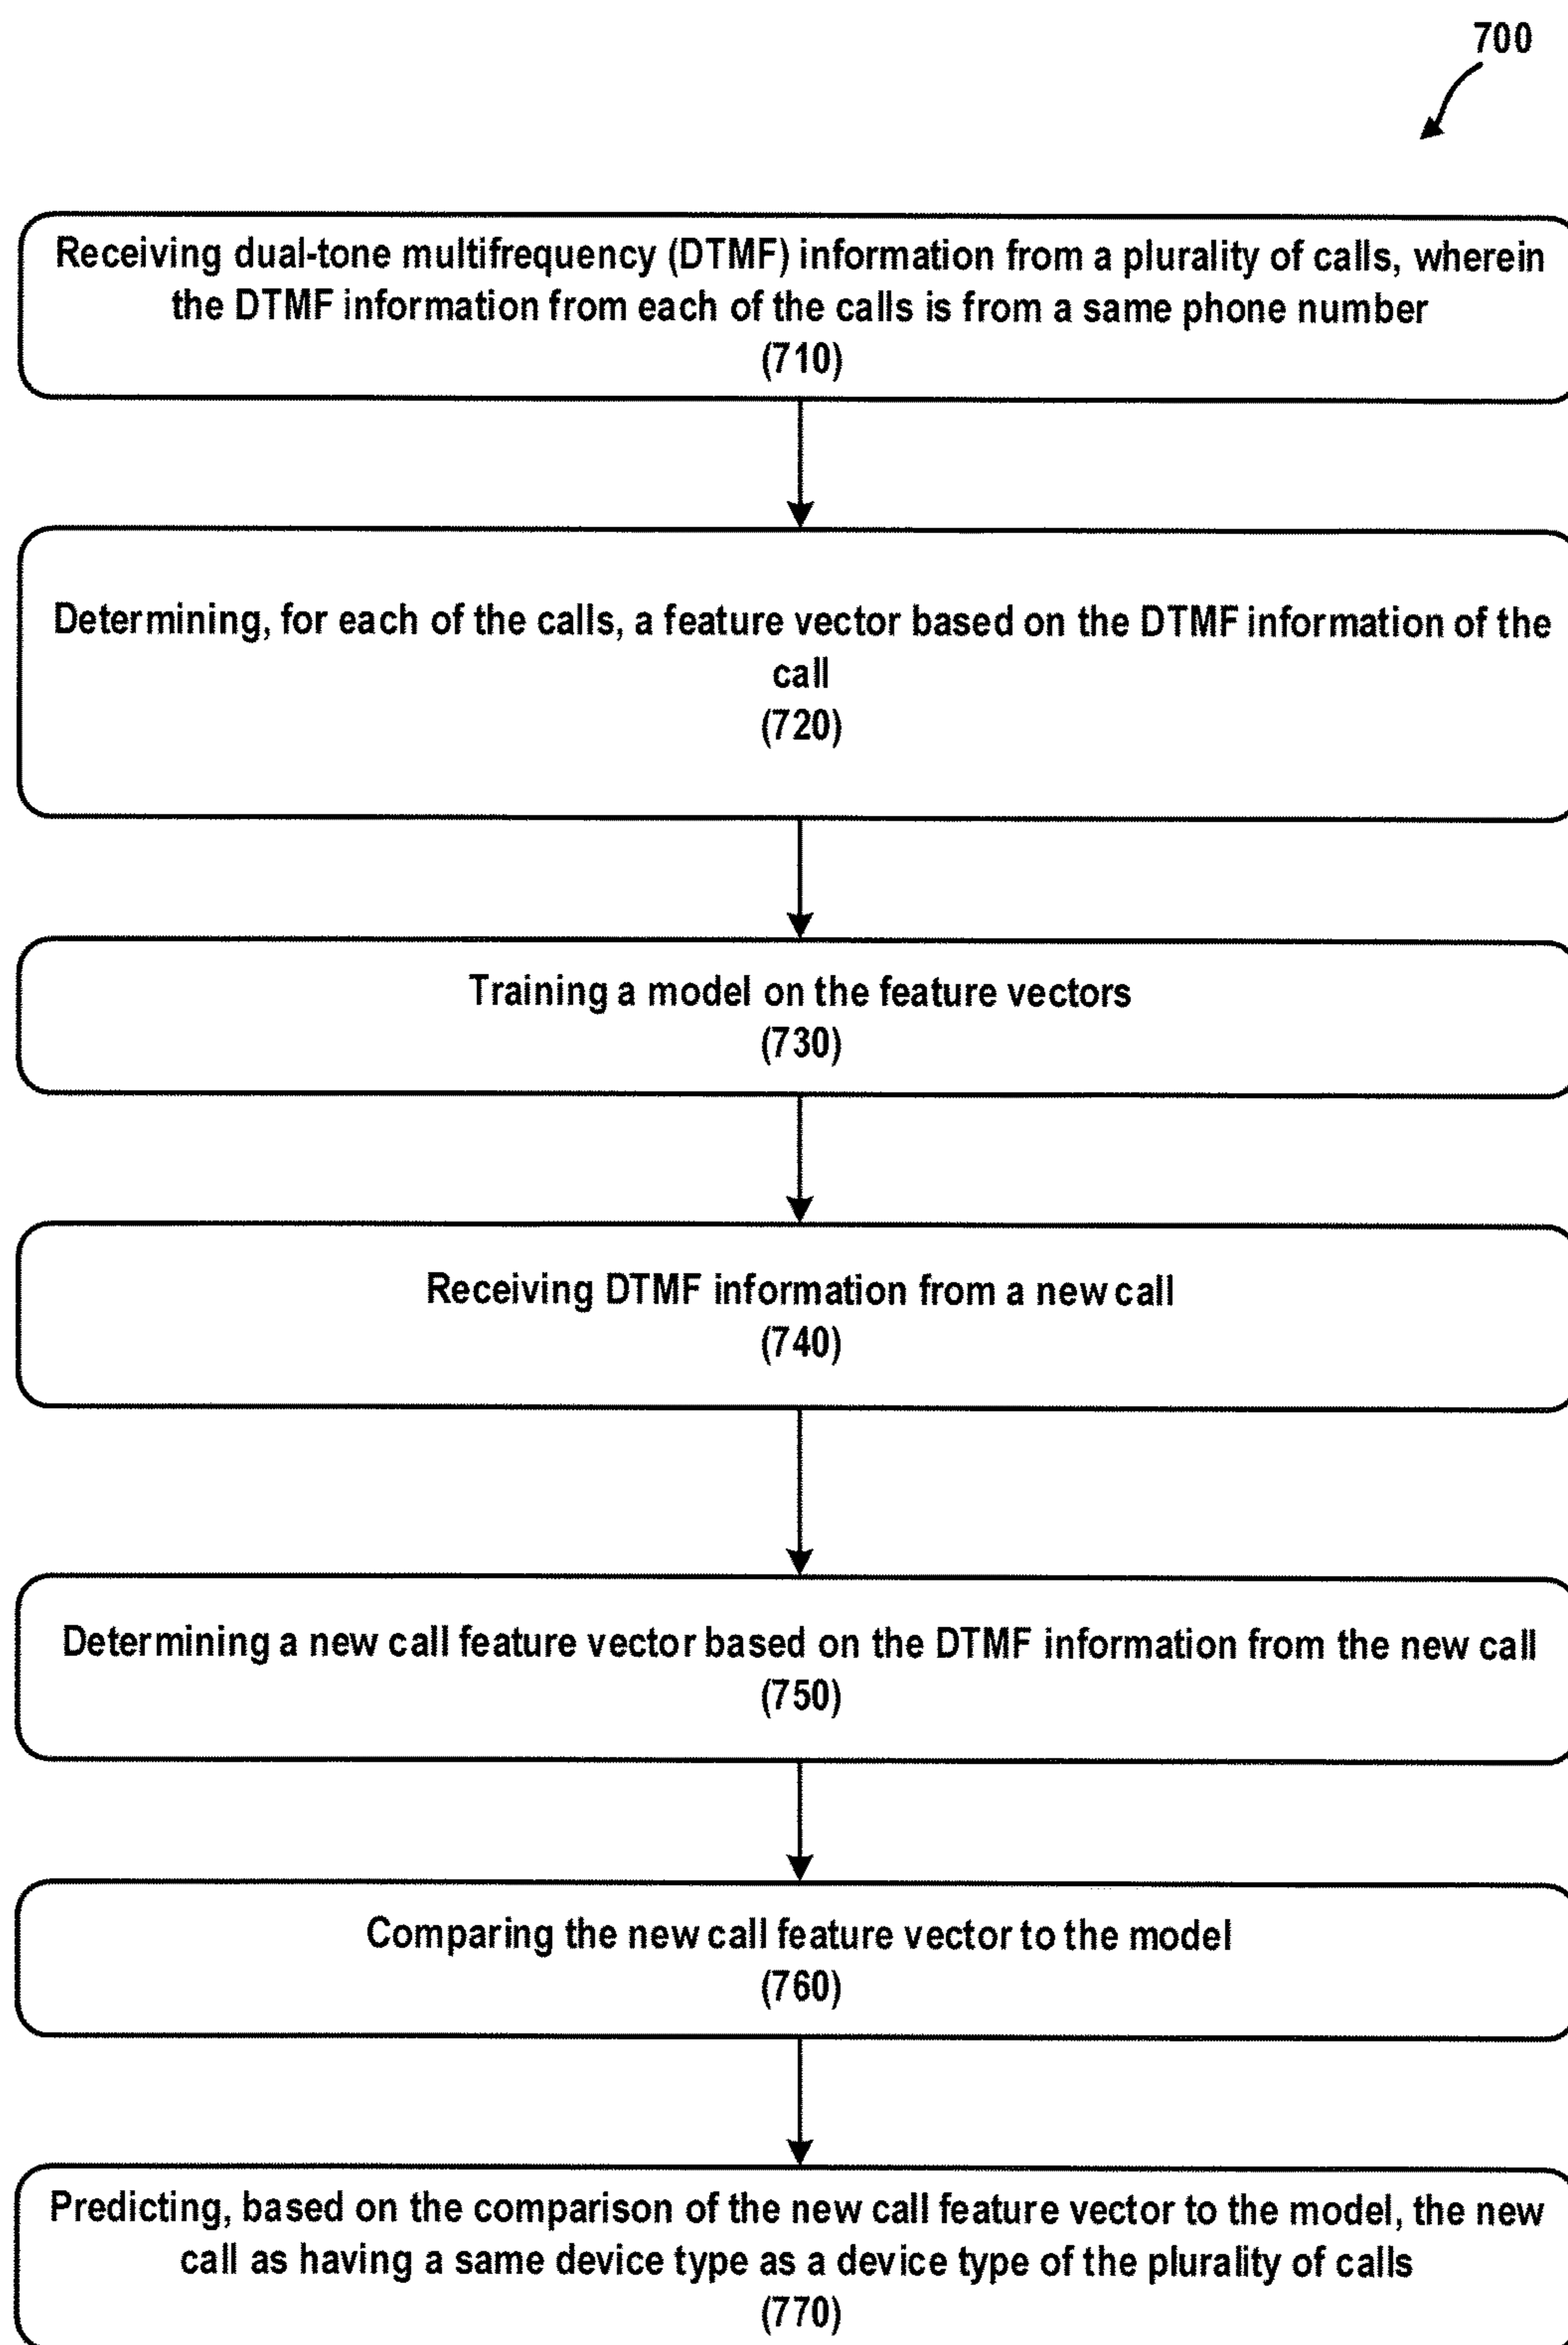 700
Receiving dual-tone multifrequency (DTMF) information from a plurality of calls, wherein
the DTMF information from each of the calls is from a same phone number
(710)
Determining, for each of the calls, a feature vector based on the DTMF information of the
call
(720)
Training a model on the feature vectors
(730)
Receiving DTMF information from a new call
(740)
Determining a new call feature vector based on the DTMF information from the new call
(750)
Comparing the new call feature vector to the model
(760)
Predicting, based on the comparison of the new call feature vector to the model, the new
call as having a same device type as a device type of the plurality of calls
(770)